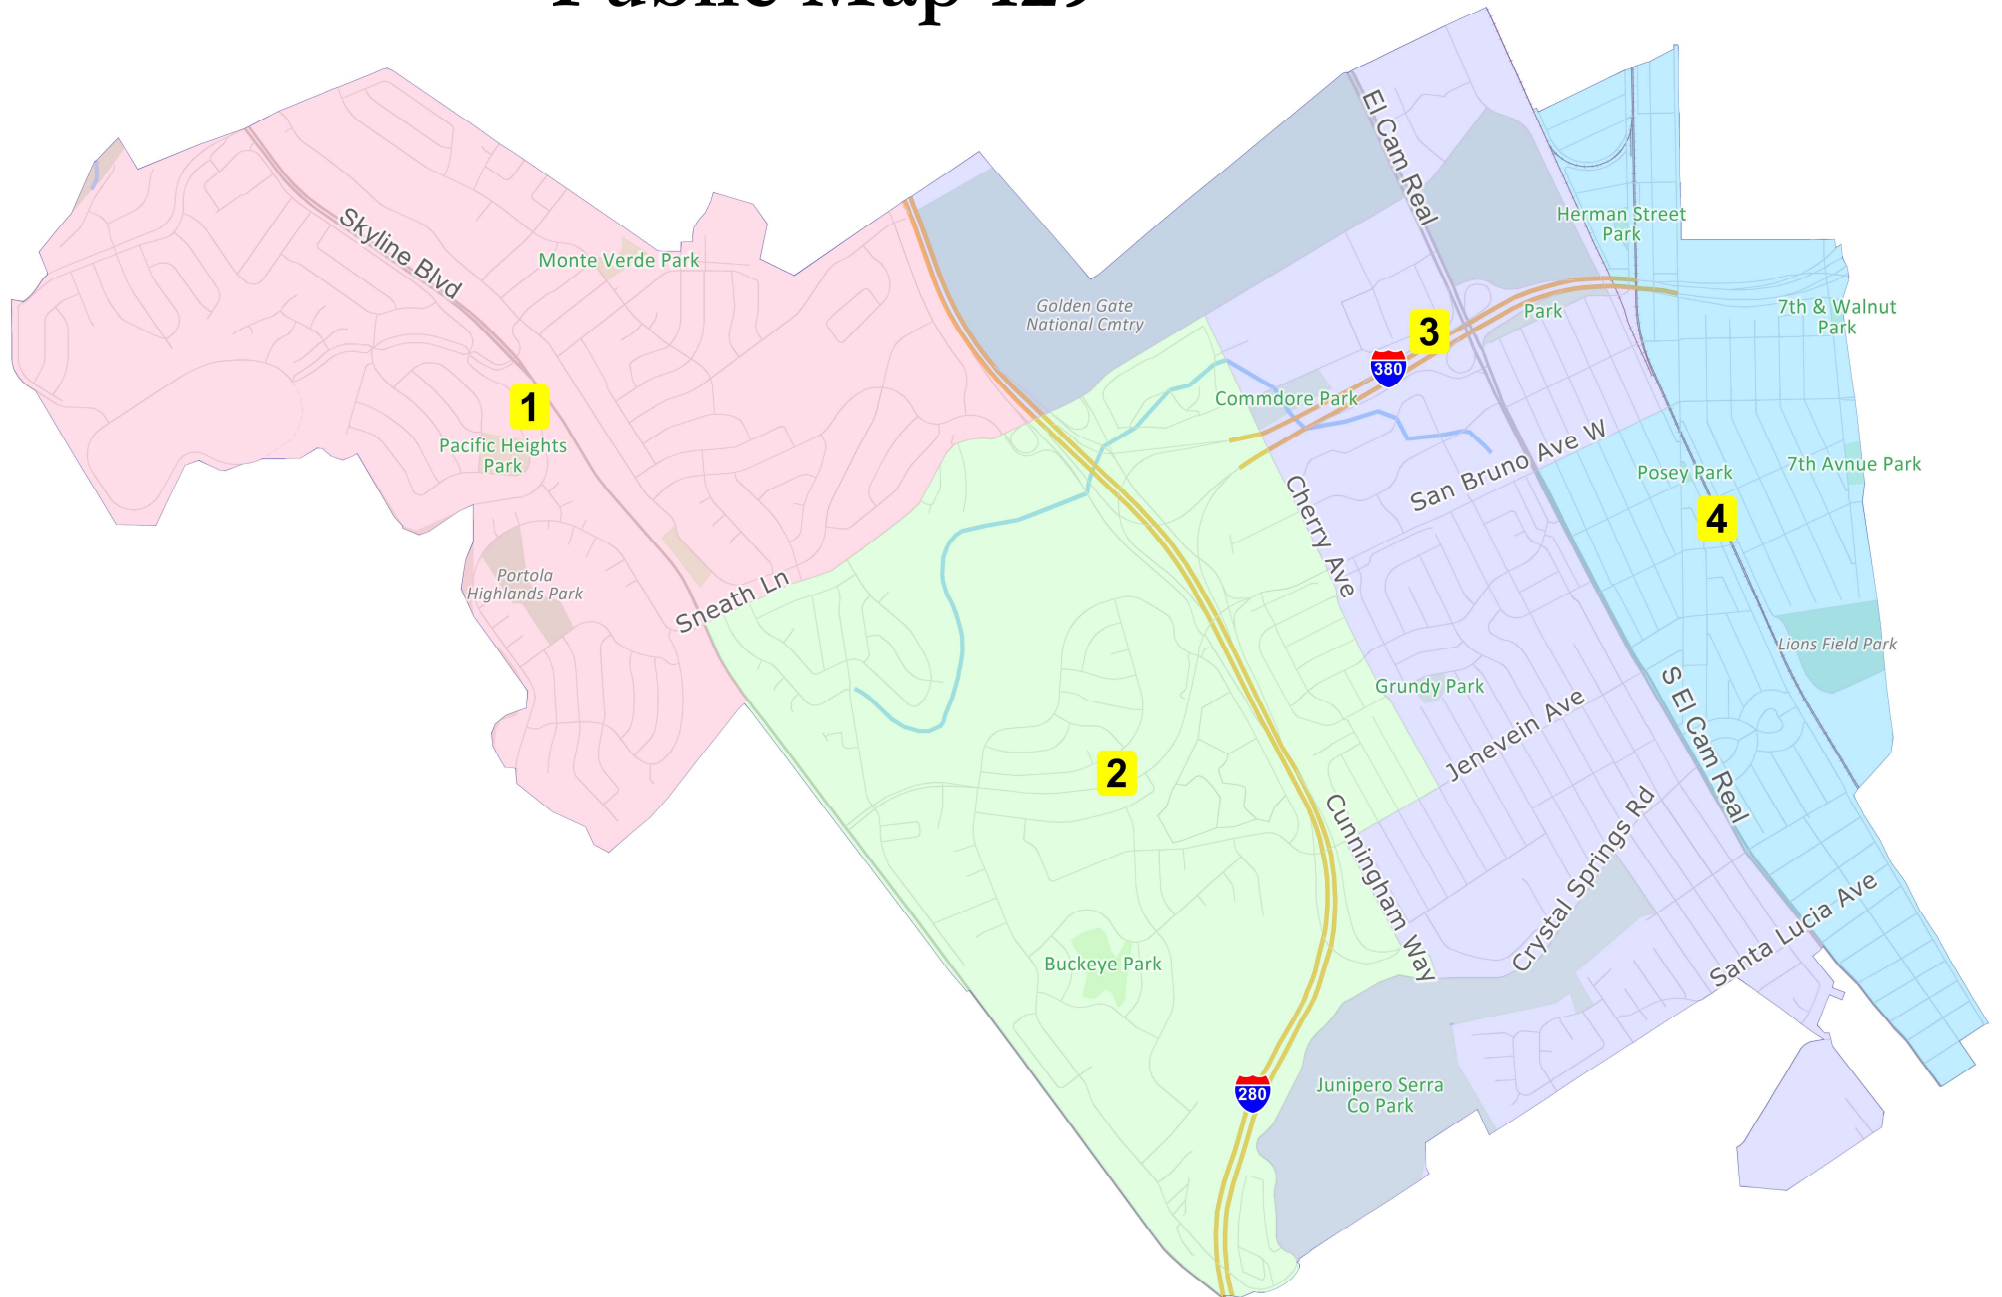 Public Map 129
El Cam Real
Skyline Blvd
Herman Street
Park
Monte Verde Park
Golden Gate
National Cmtry
7th & Walnut
Park
Park
3
380
1
Commdore Park
Pacific Heights
Park
San Bruno Ave W
Posey Park
7th Avnue Park
4
Cherry Ave
Portola
Highlands Park
Sneath Ln
Lions Field Park
Grundy Park
S El Cam Real
Jenevein Ave
2
Cunningham Way
Crystal Springs Rd
Santa Lucia Ave
Buckeye Park
280
Junipero Serra
Co Park